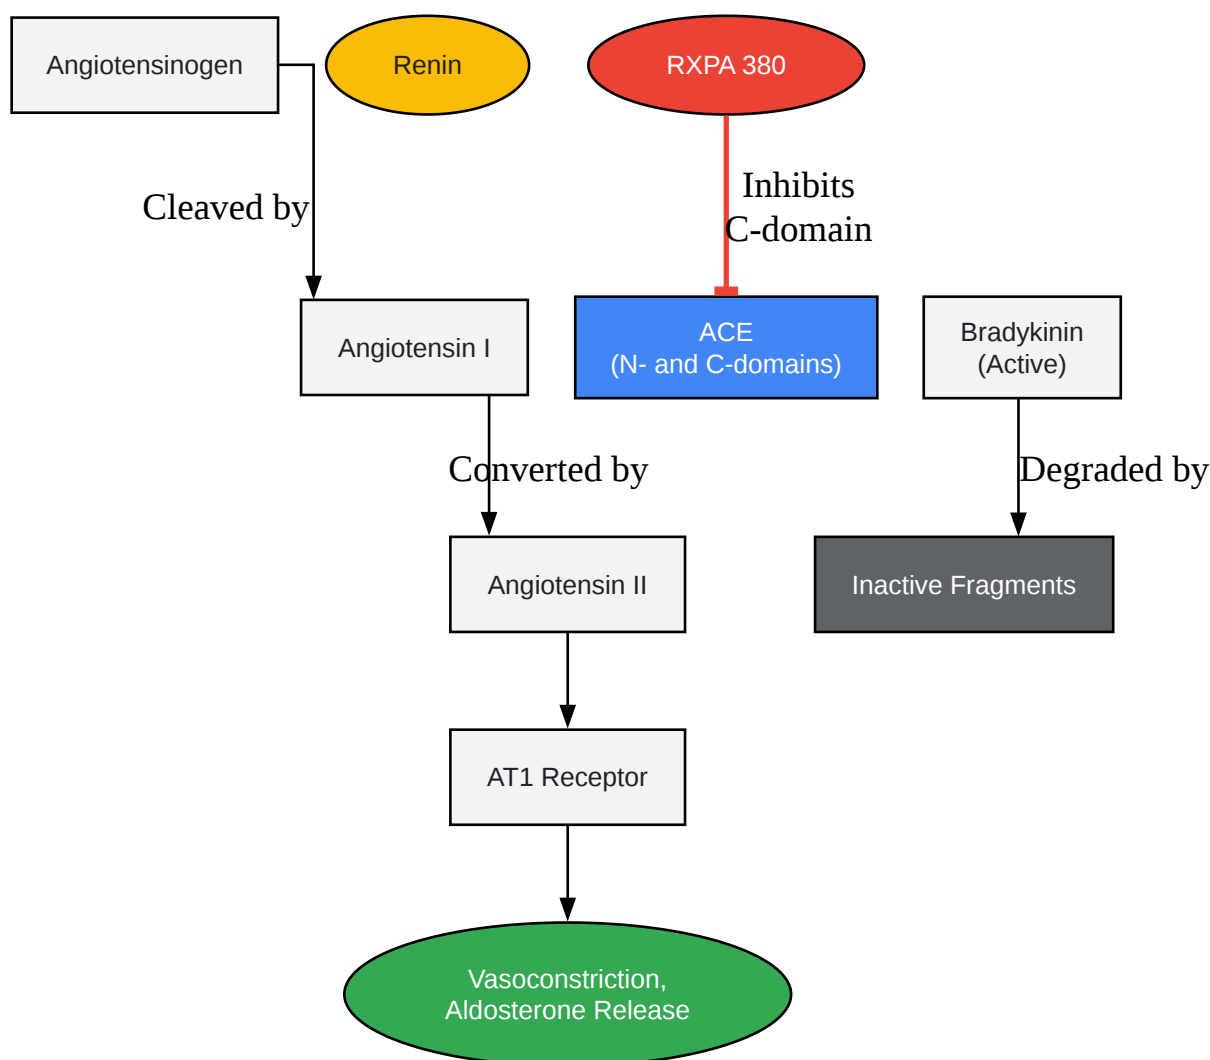 Angiotensinogen
Renin
RXPA 380
Cleaved by
Inhibits
C-domain
Angiotensin I
ACE
(N- and C-domains)
Bradykinin
(Active)
Converted by
Degraded by
Angiotensin II
Inactive Fragments
AT1 Receptor
Vasoconstriction,
Aldosterone Release